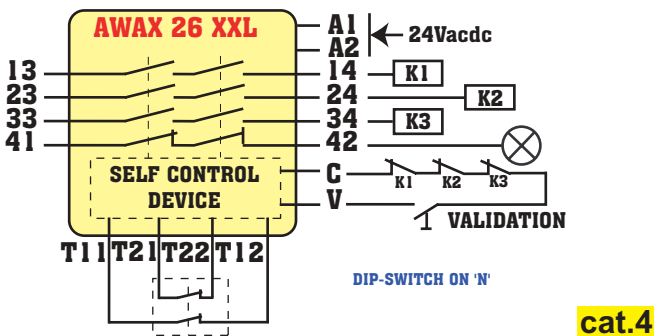 AWAX 26 XXL
A1
A2
24Vacdc
13 14 K1
23 24 K2
33 34 K3
41 42
SELF CONTROL
DEVICE
C K1 K2 K3
V VALIDATION
T11 T21 T22 T12
DIP-SWITCH ON 'N'
cat.4